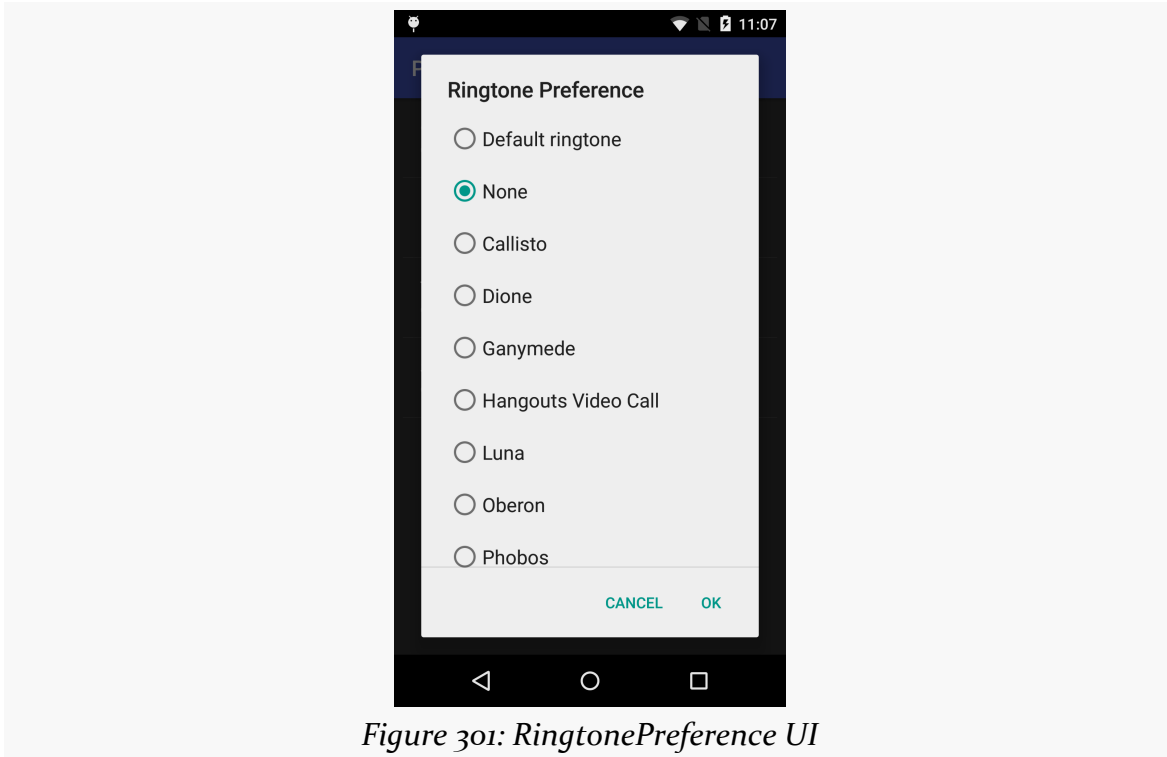 11:07
P
Ringtone Preference
Default ringtone
None
Callisto
Dione
Ganymede
Hangouts Video Call
Luna
Oberon
Phobos
CANCEL OK
Figure 301: RingtonePreference UI